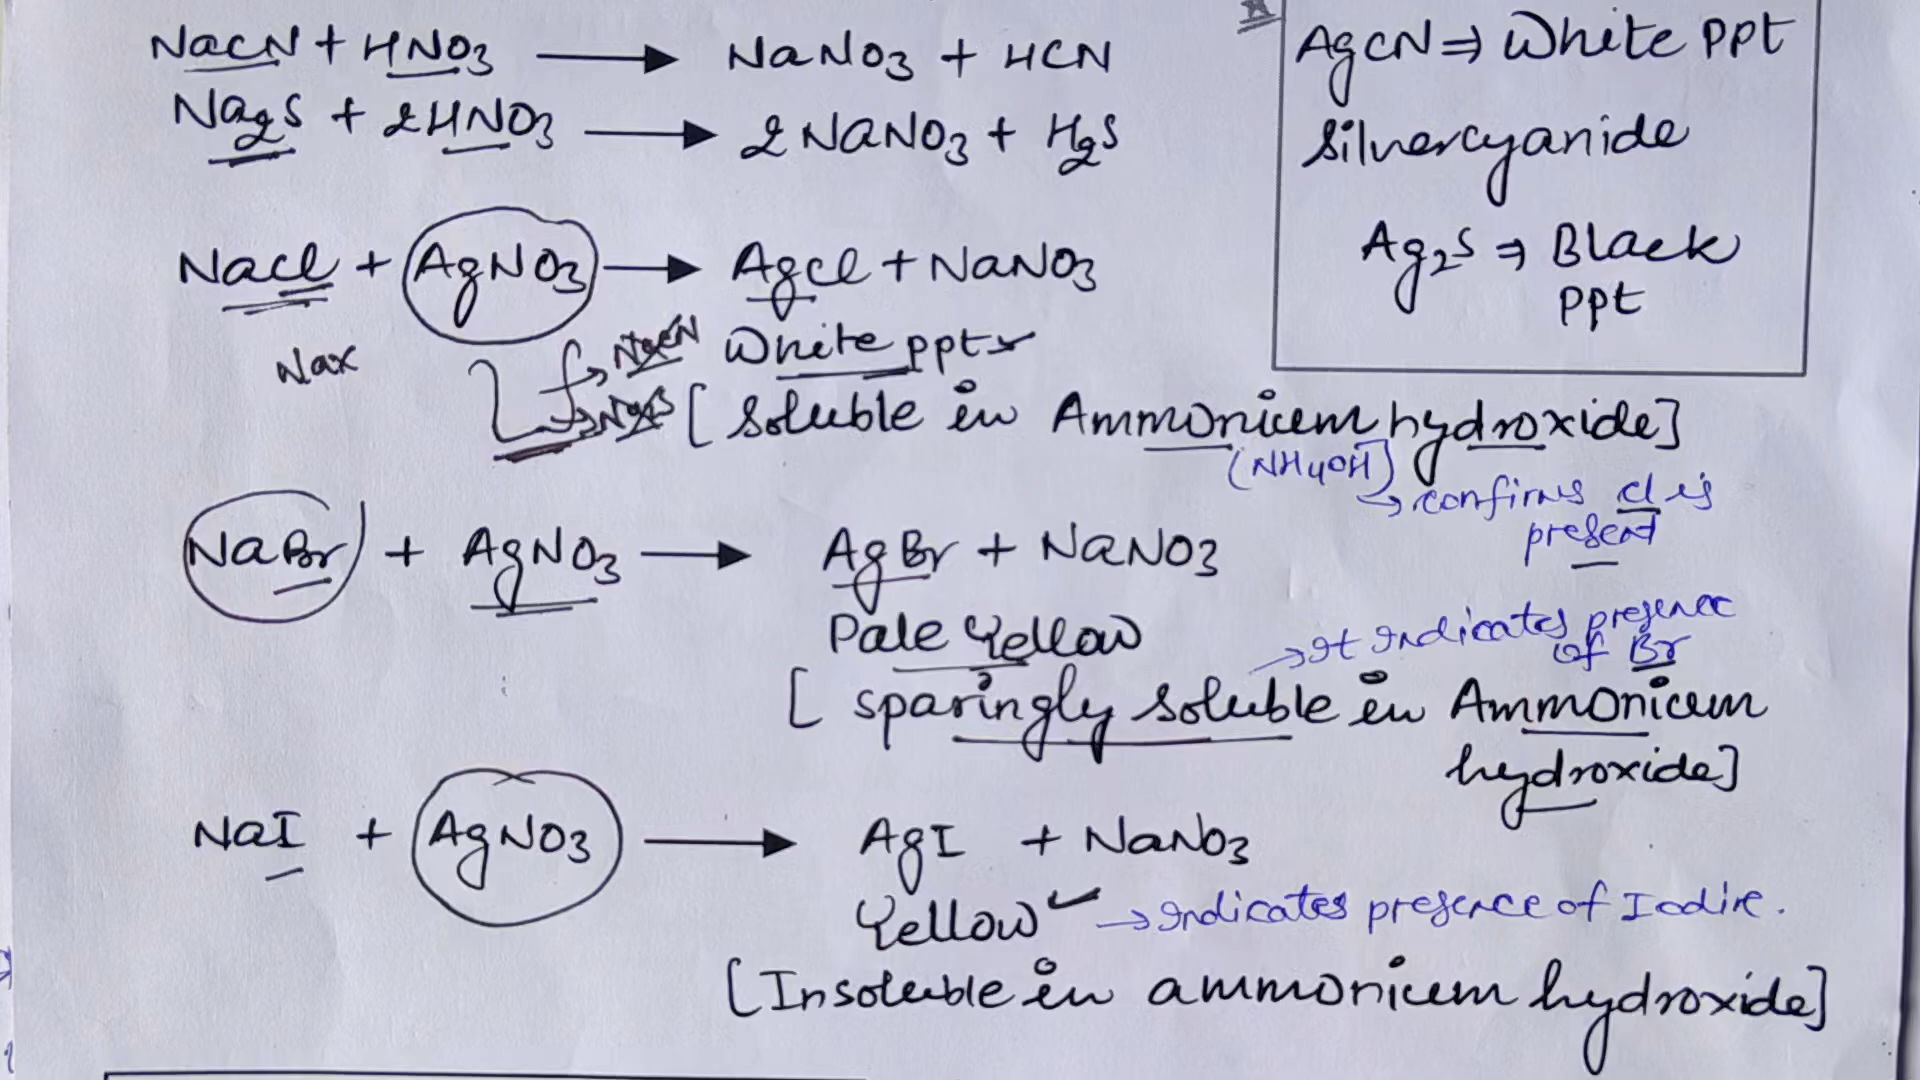 NaCN + HNO3 → NaNO3 + HCN
Na2S + 2HNO3 → 2NaNO3 + H2S
AgCN ⇒ White ppt
Silvercyanide
Ag2S ⇒ Black
ppt
NaCl + AgNO3 → AgCl + NaNO3
NaX
NaCN
Na2S
White ppt
[Soluble in Ammonium hydroxide]
(NH4OH)
→ confirms Cl is
present
NaBr + AgNO3 → AgBr + NaNO3
Pale Yellow
→ It Indicates presence
of Br
[sparingly soluble in Ammonium
hydroxide]
NaI + AgNO3 → AgI + NaNO3
Yellow ✓ → Indicates presence of Iodine.
[Insoluble in ammonium hydroxide]